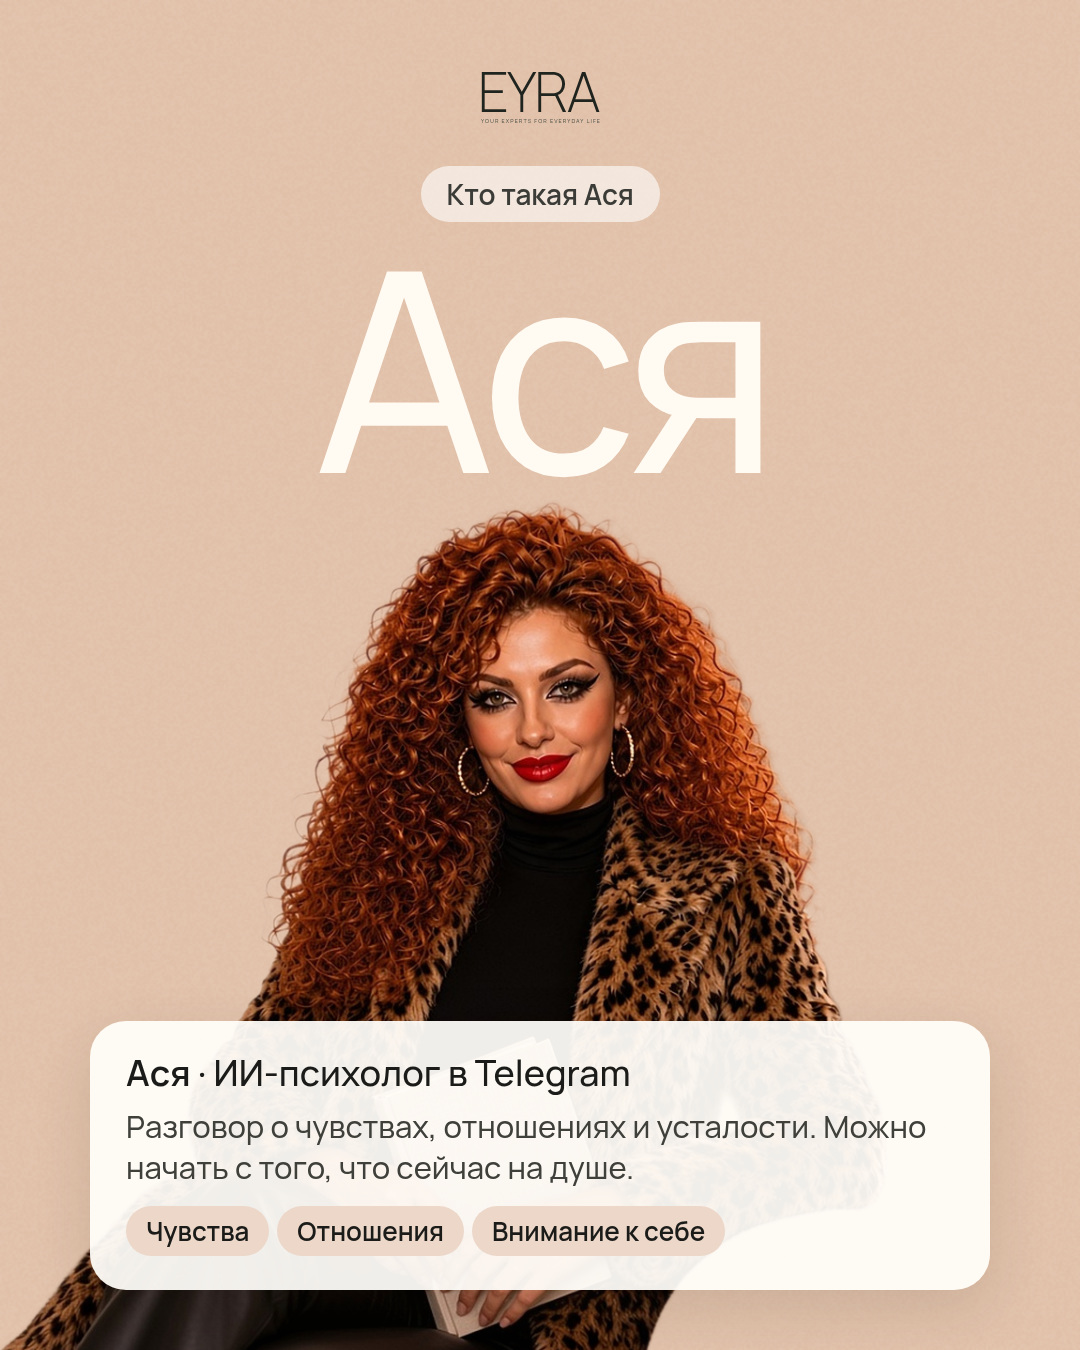 EYRA
YOUR EXPERTS FOR EVERYDAY LIFE
Кто такая Ася
Ася
Ася · ИИ-психолог в Telegram
Разговор о чувствах, отношениях и усталости. Можно
начать с того, что сейчас на душе.
Чувства Отношения Внимание к себе